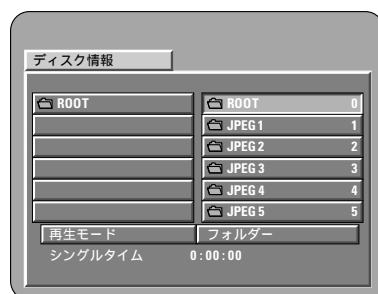 ディスク情報
ROOT ROOT 0
JPEG1 1
JPEG2 2
JPEG3 3
JPEG4 4
JPEG5 5
再生モード フォルダー
シングルタイム 0:00:00